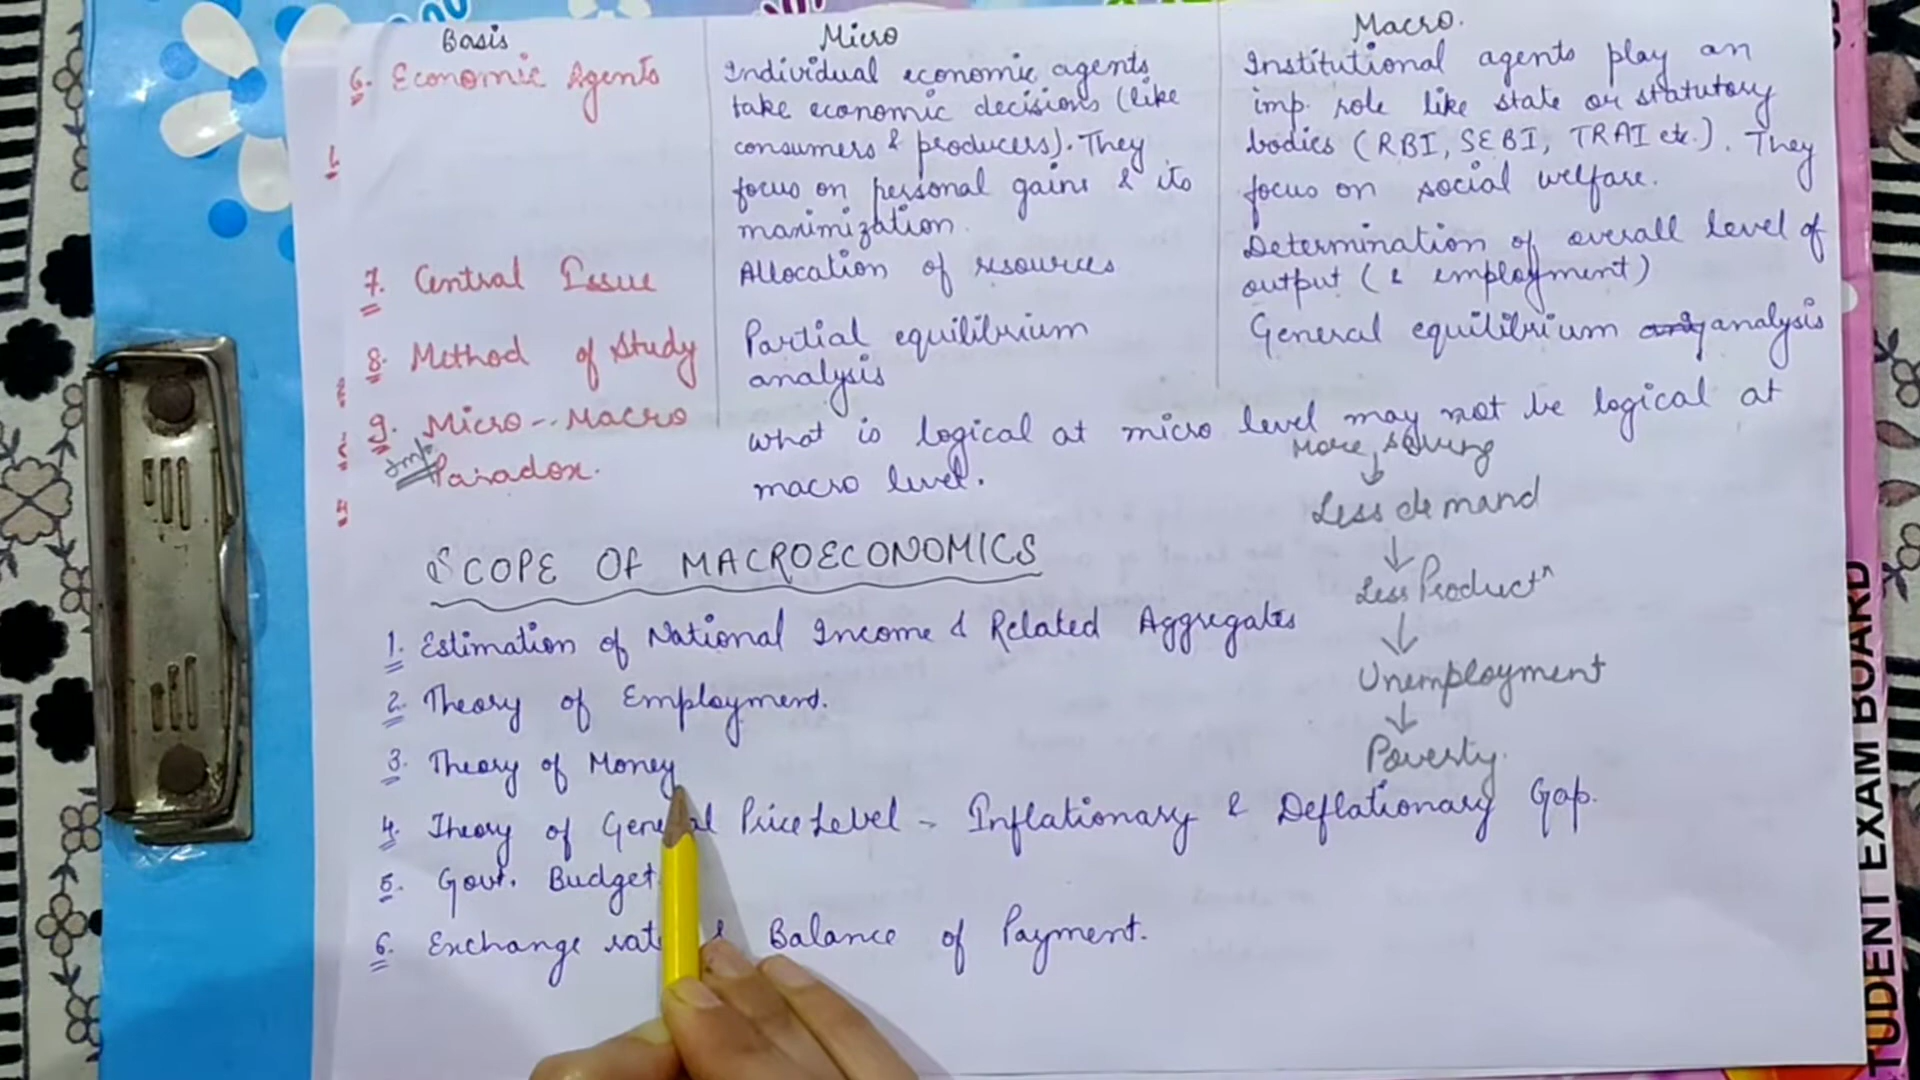 Basis Micro Macro.
6. Economic Agents
Individual economic agents
take economic decisions (like
consumers & producers). They
focus on personal gains & its
maximization.
Institutional agents play an
imp. role like state or statutory
bodies (RBI, SEBI, TRAI etc.). They
focus on social welfare.
7. Central Issue
Allocation of resources
Determination of overall level of
output (& employment)
8. Method of Study
Partial equilibrium
analysis
General equilibrium analysis
9. Micro-Macro
Imp.
Paradox.
What is logical at micro level may not be logical at
macro level.
More saving
↓
Less demand
↓
Less Productⁿ
↓
Unemployment
↓
Poverty.
SCOPE OF MACROECONOMICS
1. Estimation of National Income & Related Aggregates
2. Theory of Employment.
3. Theory of Money
4. Theory of General Price Level - Inflationary & Deflationary Gap.
5. Govt. Budget.
6. Exchange rate & Balance of Payment.
TUDENT EXAM BOARD